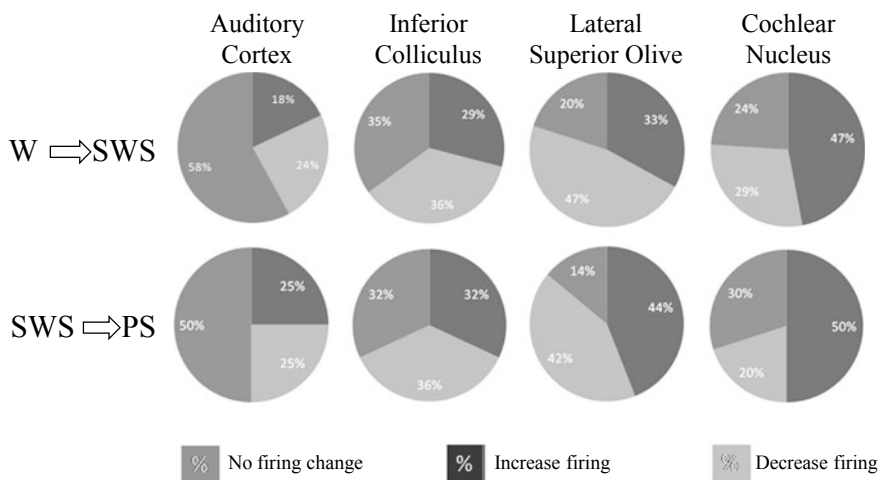 Auditory Cortex
Inferior Colliculus
Lateral Superior Olive
Cochlear Nucleus
W ⇨ SWS
18%
58%
24%
35%
29%
36%
20%
33%
47%
24%
47%
29%
SWS ⇨ PS
25%
50%
25%
32%
32%
36%
14%
44%
42%
30%
50%
20%
% No firing change
% Increase firing
% Decrease firing